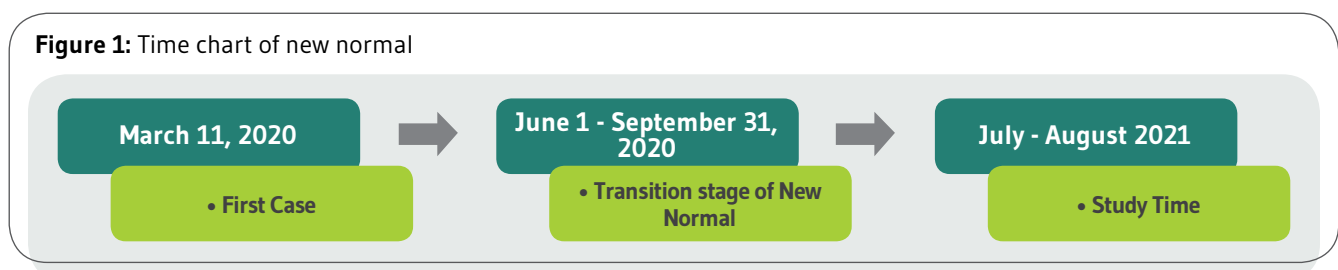 Figure 1: Time chart of new normal
March 11, 2020
• First Case
June 1 - September 31,
2020
• Transition stage of New
Normal
July - August 2021
• Study Time